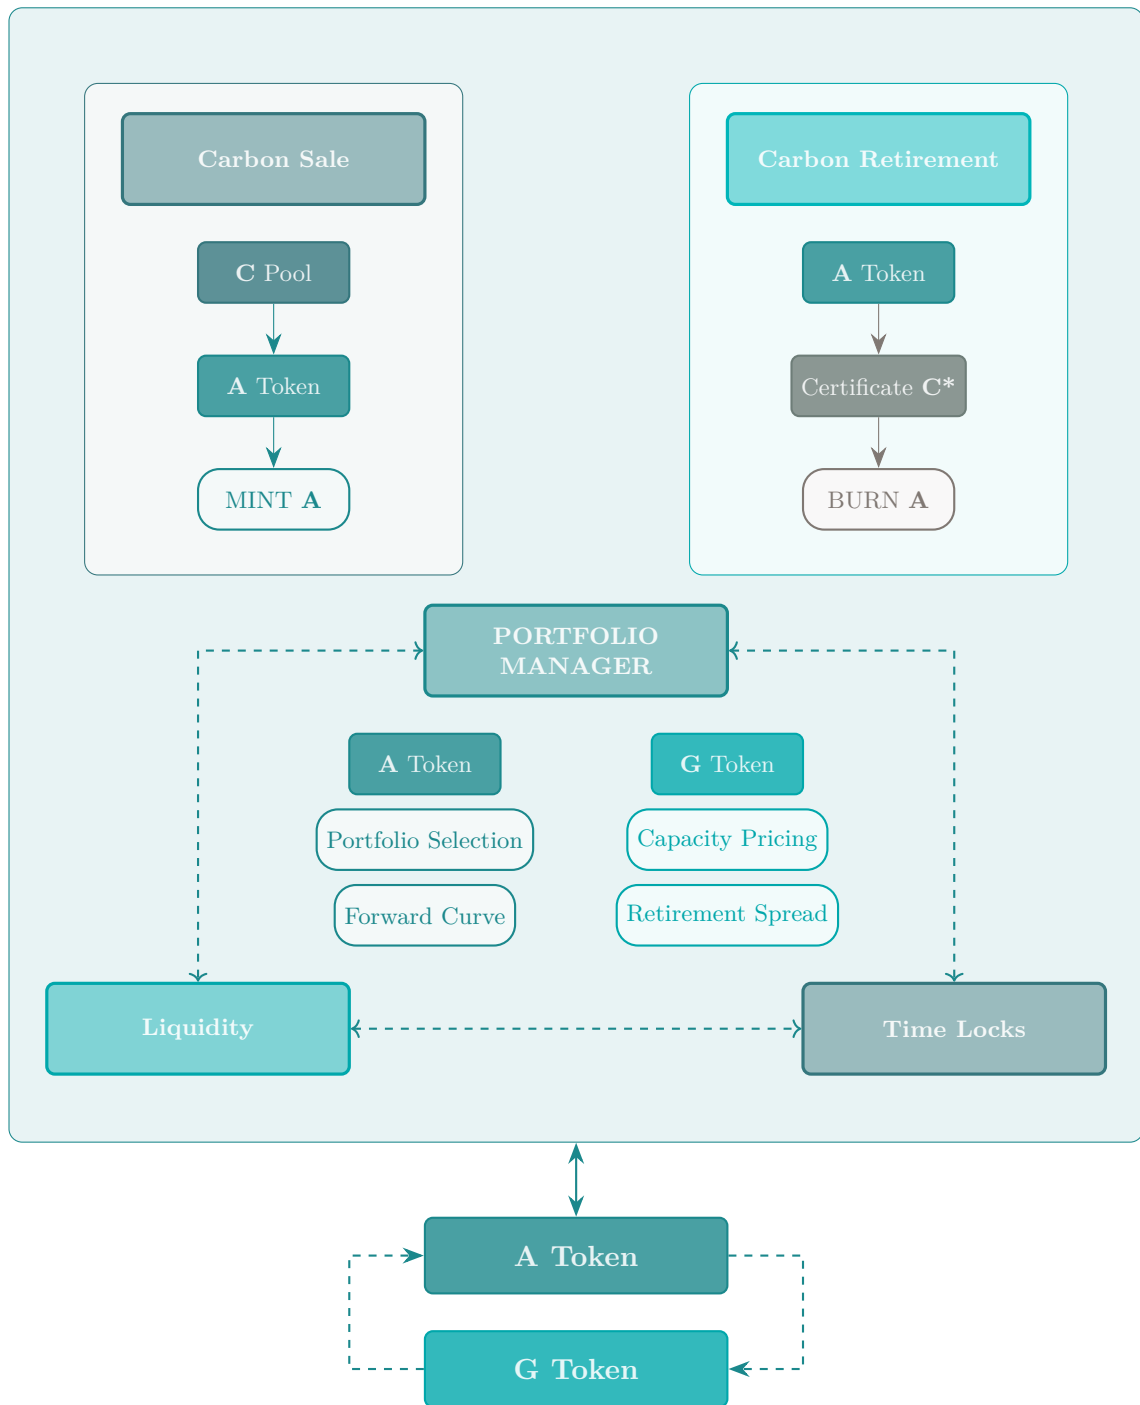 Carbon Sale
C Pool
A Token
MINT A
Carbon Retirement
A Token
Certificate C*
BURN A
PORTFOLIO
MANAGER
A Token
Portfolio Selection
Forward Curve
G Token
Capacity Pricing
Retirement Spread
Liquidity
Time Locks
A Token
G Token